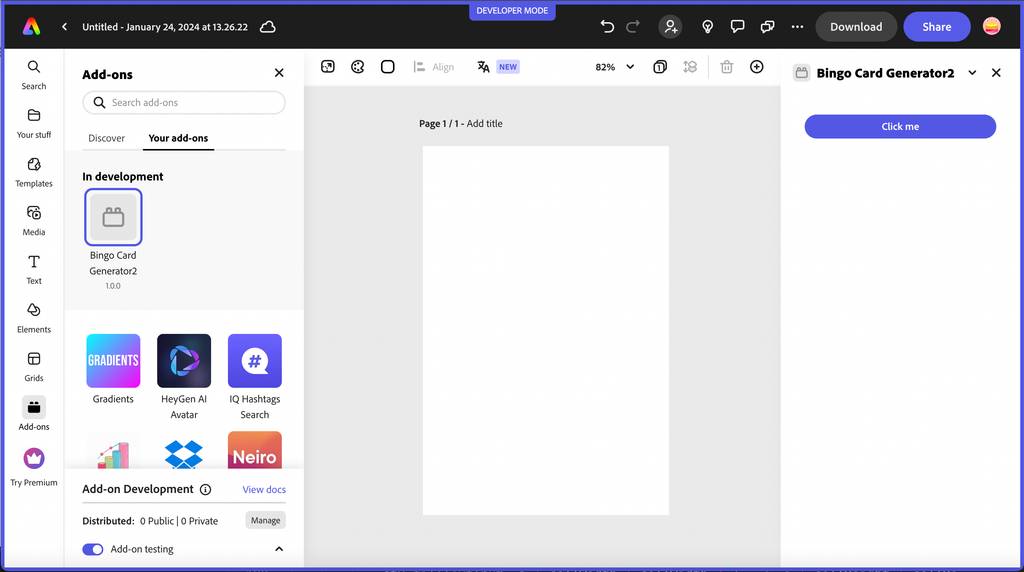 DEVELOPER MODE
Untitled - January 24, 2024 at 13.26.22
Download
Share
Search
Your stuff
Templates
Media
Text
Elements
Grids
Add-ons
Try Premium
Add-ons
Search add-ons
Discover
Your add-ons
In development
Bingo Card
Generator2
1.0.0
GRADIENTS
Gradients
HeyGen AI
Avatar
#
IQ Hashtags
Search
Neiro
Add-on Development
View docs
Distributed: 0 Public | 0 Private
Manage
Add-on testing
Align
NEW
82%
1
Page 1 / 1 - Add title
Bingo Card Generator2
Click me